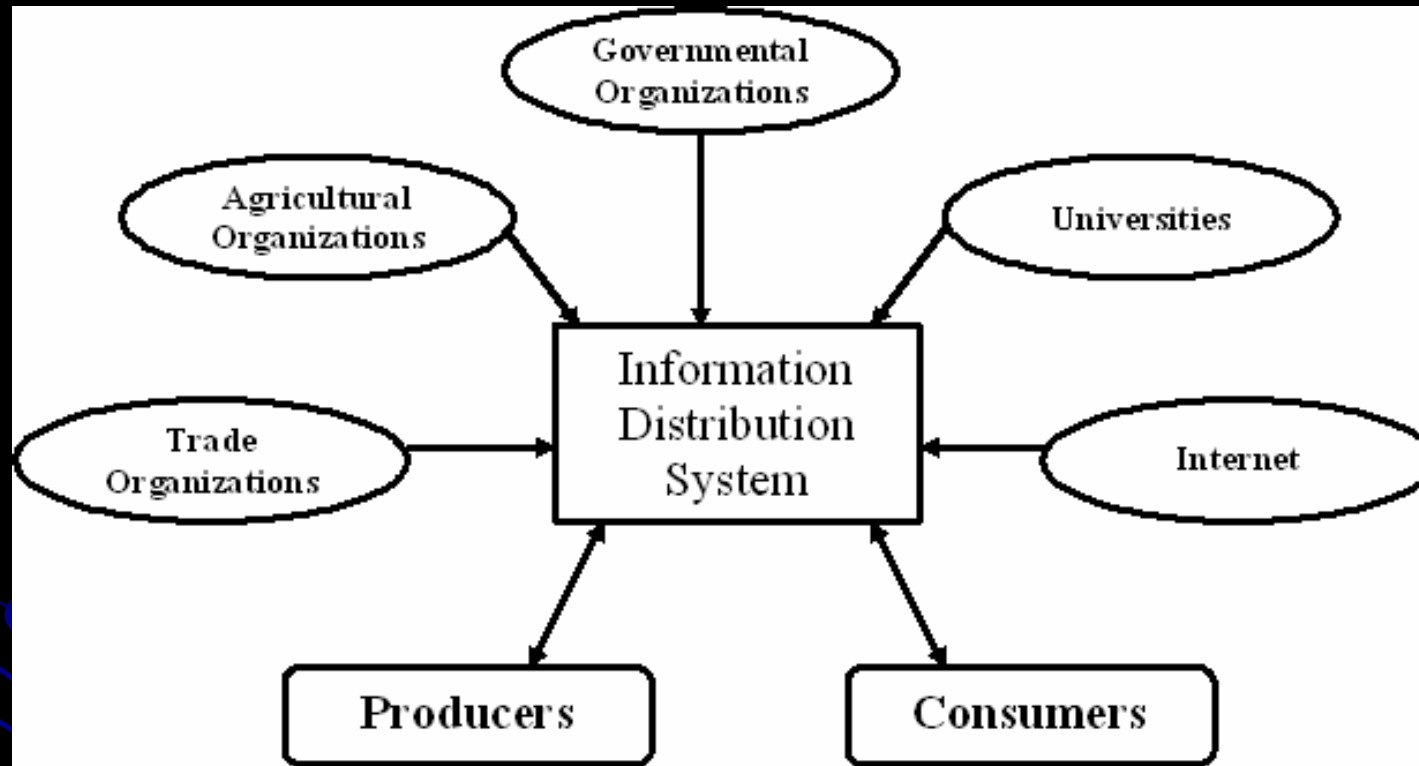 Governmental
Organizations
Agricultural
Organizations
Universities
Information
Distribution
System
Trade
Organizations
Internet
Producers
Consumers